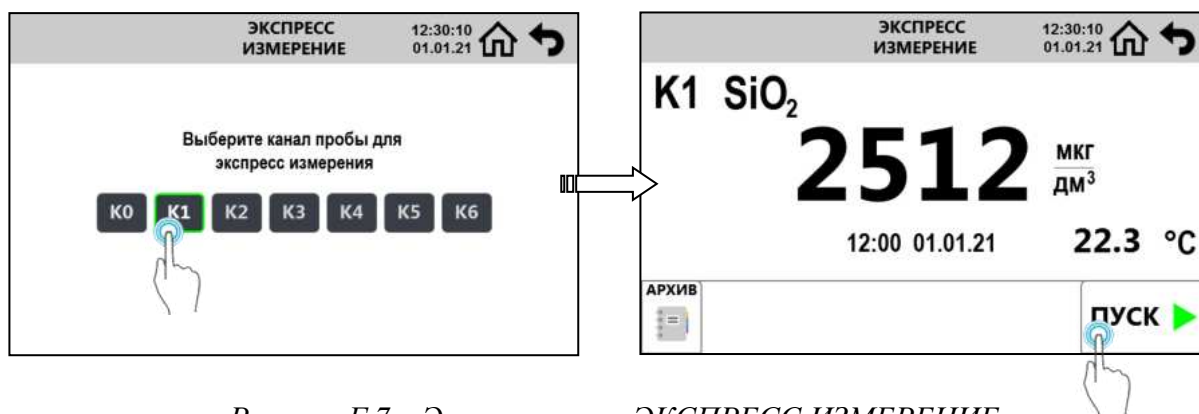 ЭКСПРЕСС
ИЗМЕРЕНИЕ
12:30:10
01.01.21
Выберите канал пробы для
экспресс измерения
K0 K1 K2 K3 K4 K5 K6
ЭКСПРЕСС
ИЗМЕРЕНИЕ
12:30:10
01.01.21
K1 SiO₂
2512 мкг
дм³
12:00 01.01.21 22.3 °C
АРХИВ
ПУСК
ЭКСПРЕСС ИЗМЕРЕНИЕ